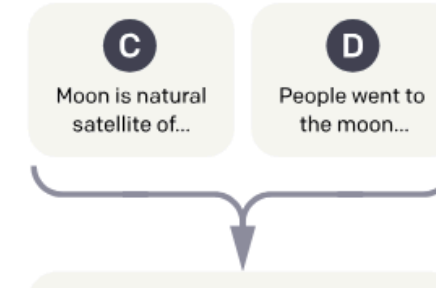 C
Moon is natural
satellite of...
D
People went to
the moon...